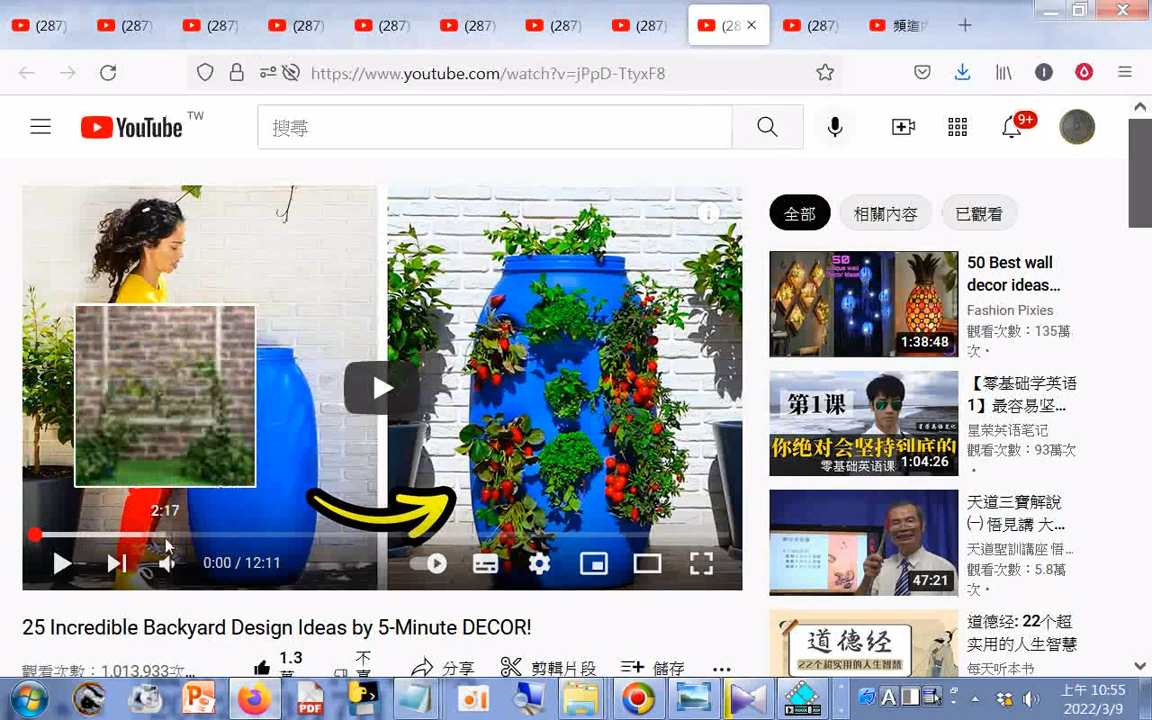 (287)
(287)
(287)
(287)
(287)
(287)
(287)
(287)
(28
(287)
https://www.youtube.com/watch?v=jPpD-TtyxF8
YouTube TW
搜尋
9+
全部
相關內容
已觀看
50
1:38:48
50 Best wall
decor ideas...
Fashion Pixies
觀看次數：135萬
次・
第1课
你绝对会坚持到底的
零基础英语课
1:04:26
【零基础学英语
1】最容易坚...
星荣英语笔记
觀看次數：93萬次
・
2:17
0:00 / 12:11
47:21
天道三寶解說
㈠ 悟見講 大...
天道聖訓講座 悟...
觀看次數：5.8萬
次・
25 Incredible Backyard Design Ideas by 5-Minute DECOR!
觀看次數：1,013,933次...
1.3
萬
不
分享
剪輯片段
儲存
道德经
22个超实用的人生智慧
道德经: 22个超
实用的人生智慧
每天听本书
PDF
A
上午 10:55
2022/3/9